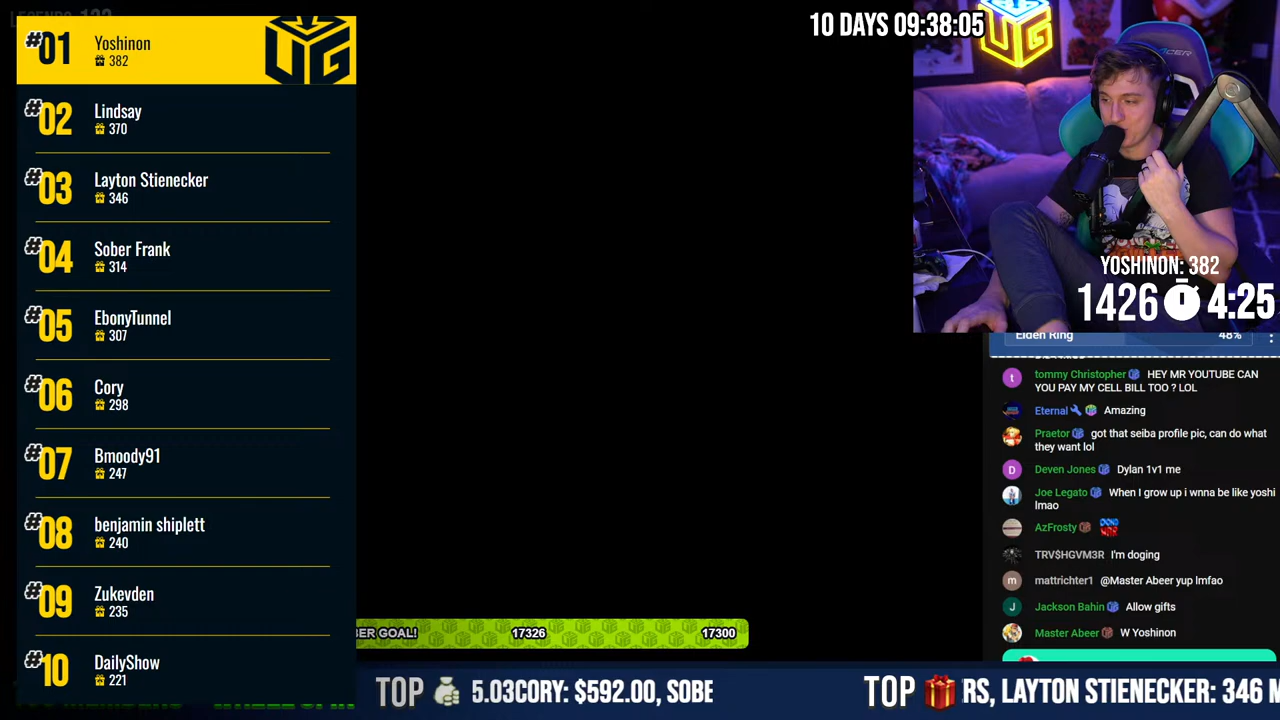 #01
Yoshinon
382
UG
#02
Lindsay
370
#03
Layton Stienecker
346
#04
Sober Frank
314
#05
EbonyTunnel
307
#06
Cory
298
#07
Bmoody91
247
#08
benjamin shiplett
240
#09
Zukevden
235
#10
DailyShow
221
BER GOAL!
17326
17300
TOP
5.03CORY: $592.00, SOBE
TOP
RS, LAYTON STIENECKER: 346 M
10 DAYS 09:38:05
UG
YOSHINON: 382
1426
4:25
Elden Ring
48%
tommy Christopher HEY MR YOUTUBE CAN
YOU PAY MY CELL BILL TOO ? LOL
Eternal Amazing
Praetor got that seiba profile pic, can do what
they want lol
Deven Jones Dylan 1v1 me
Joe Legato When I grow up i wnna be like yoshi
lmao
AzFrosty
TRV$HGVM3R I'm doging
mattrichter1 @Master Abeer yup lmfao
Jackson Bahin Allow gifts
Master Abeer W Yoshinon